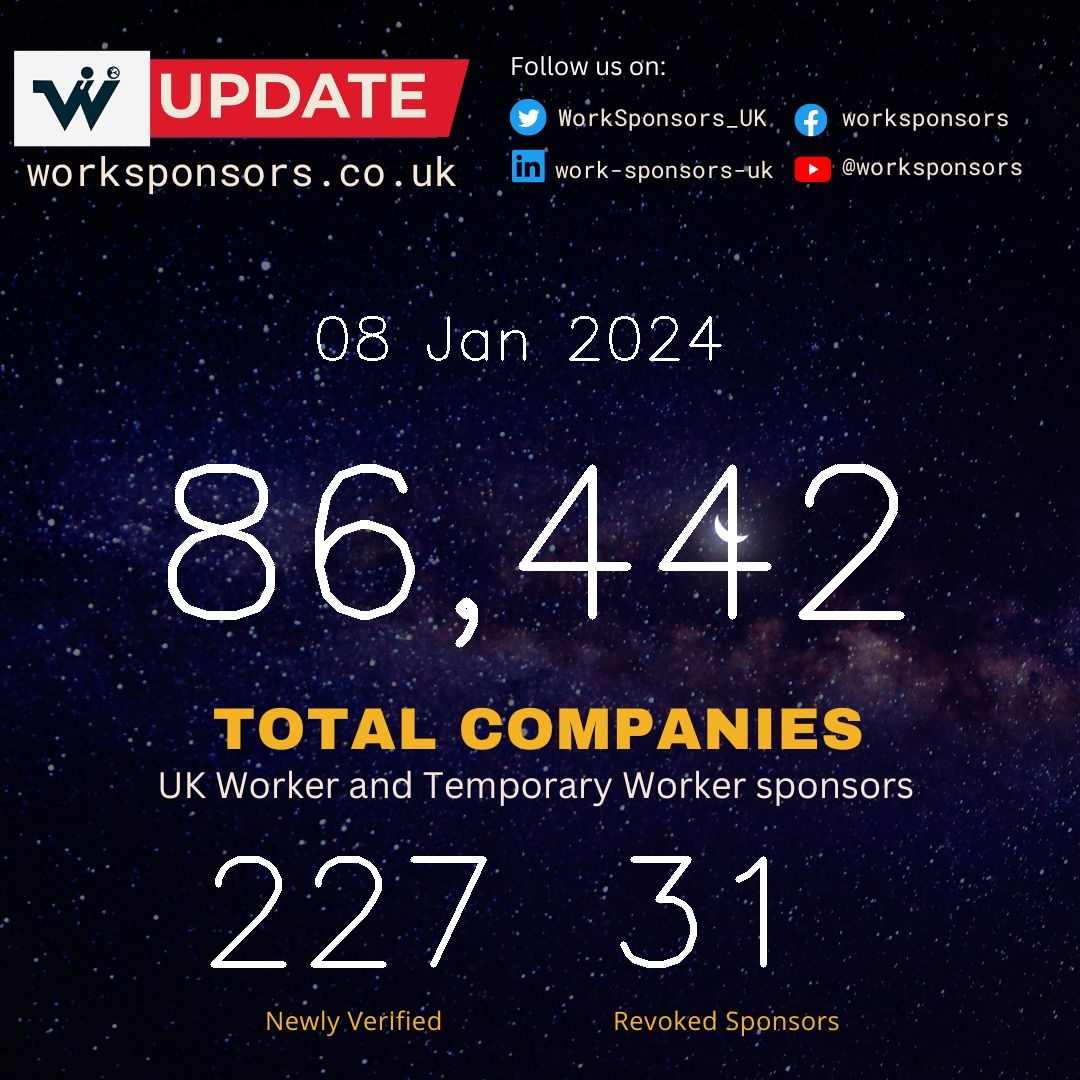 UPDATE
worksponsors.co.uk
Follow us on:
WorkSponsors_UK
worksponsors
work-sponsors-uk
@worksponsors
08 Jan 2024
86,442
TOTAL COMPANIES
UK Worker and Temporary Worker sponsors
227 31
Newly Verified Revoked Sponsors